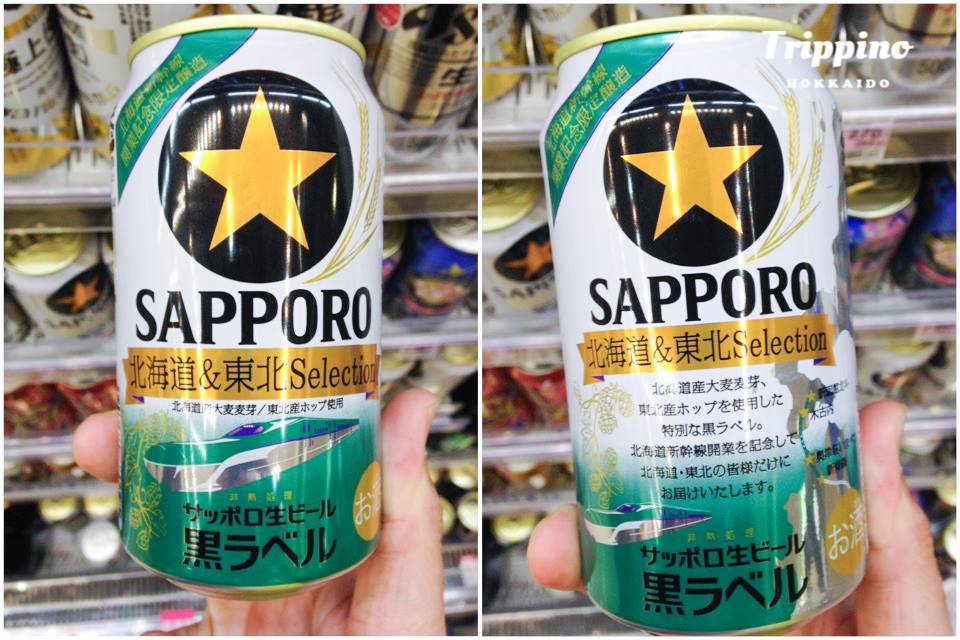 北海道新幹線
開業記念限定醸造
SAPPORO
北海道&東北Selection
北海道産大麦麦芽／東北産ホップ使用
非熱処理
サッポロ生ビール
黒ラベル
お酒
Trippino
HOKKAIDO
北海道新幹線
開業記念限定醸造
SAPPORO
北海道&東北Selection
北海道産大麦麦芽、
東北産ホップを使用した
特別な黒ラベル。
北海道新幹線開業を記念して
北海道・東北の皆様だけに
お届けいたします。
木古内
非熱処理
サッポロ生ビール
黒ラベル
お酒
270